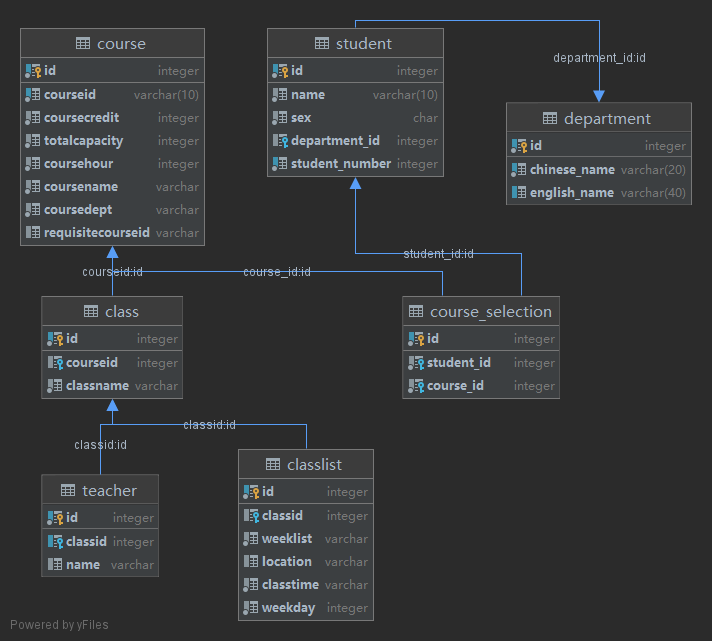 course
id integer
courseid varchar(10)
coursecredit integer
totalcapacity integer
coursehour integer
coursename varchar
coursedept varchar
requisitecourseid varchar
student
id integer
name varchar(10)
sex char
department_id integer
student_number integer
department_id:id
department
id integer
chinese_name varchar(20)
english_name varchar(40)
courseid:id
course_id:id
student_id:id
class
id integer
courseid integer
classname varchar
course_selection
id integer
student_id integer
course_id integer
classid:id
classid:id
teacher
id integer
classid integer
name varchar
classlist
id integer
classid integer
weeklist varchar
location varchar
classtime varchar
weekday integer
Powered by yFiles